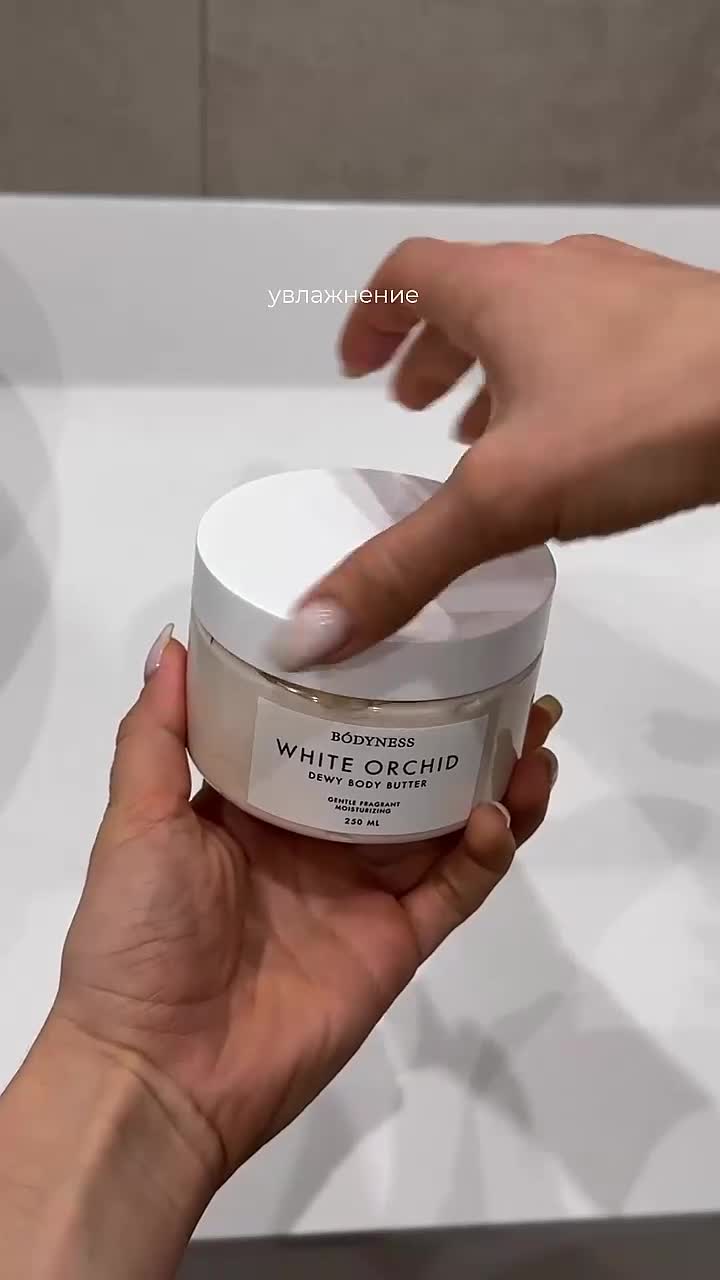 увлажнение
BÓDYNESS
WHITE ORCHID
DEWY BODY BUTTER
GENTLE FRAGRANT
MOISTURIZING
250 ML